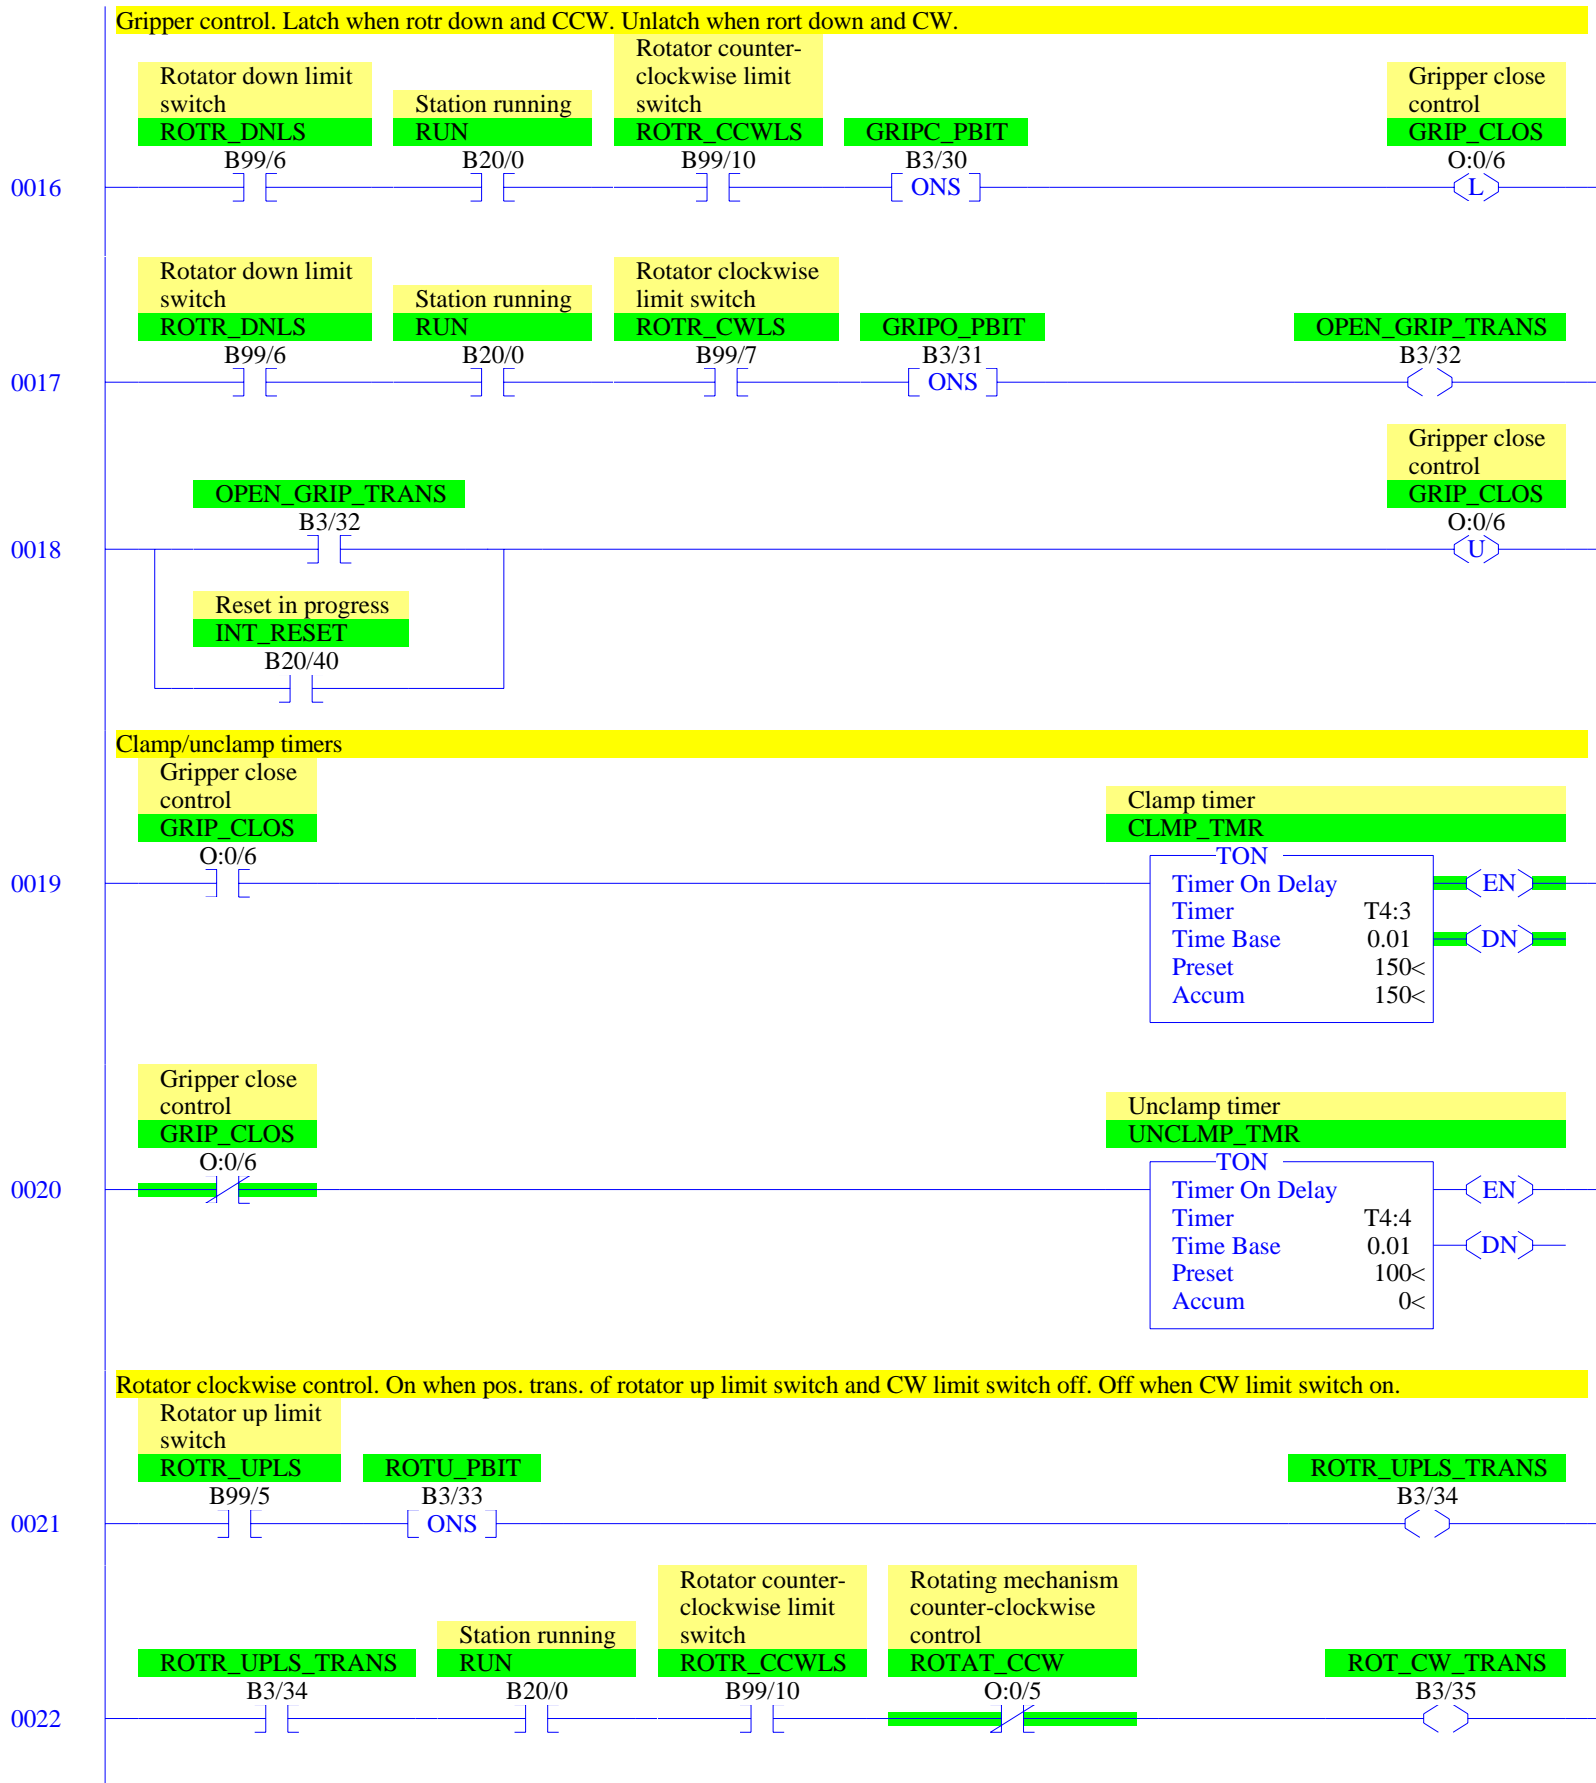 Gripper control. Latch when rotr down and CCW. Unlatch when rort down and CW.
Rotator down limit
switch
ROTR_DNLS
B99/6
Station running
RUN
B20/0
Rotator counter-
clockwise limit
switch
ROTR_CCWLS
B99/10
GRIPC_PBIT
B3/30
ONS
Gripper close
control
GRIP_CLOS
O:0/6
L
0016
Rotator down limit
switch
ROTR_DNLS
B99/6
Station running
RUN
B20/0
Rotator clockwise
limit switch
ROTR_CWLS
B99/7
GRIPO_PBIT
B3/31
ONS
OPEN_GRIP_TRANS
B3/32
0017
OPEN_GRIP_TRANS
B3/32
Gripper close
control
GRIP_CLOS
O:0/6
U
0018
Reset in progress
INT_RESET
B20/40
Clamp/unclamp timers
Gripper close
control
GRIP_CLOS
O:0/6
0019
Clamp timer
CLMP_TMR
TON
Timer On Delay
Timer T4:3
Time Base 0.01
Preset 150<
Accum 150<
EN
DN
Gripper close
control
GRIP_CLOS
O:0/6
0020
Unclamp timer
UNCLMP_TMR
TON
Timer On Delay
Timer T4:4
Time Base 0.01
Preset 100<
Accum 0<
EN
DN
Rotator clockwise control. On when pos. trans. of rotator up limit switch and CW limit switch off. Off when CW limit switch on.
Rotator up limit
switch
ROTR_UPLS
B99/5
ROTU_PBIT
B3/33
ONS
ROTR_UPLS_TRANS
B3/34
0021
ROTR_UPLS_TRANS
B3/34
Station running
RUN
B20/0
Rotator counter-
clockwise limit
switch
ROTR_CCWLS
B99/10
Rotating mechanism
counter-clockwise
control
ROTAT_CCW
O:0/5
ROT_CW_TRANS
B3/35
0022